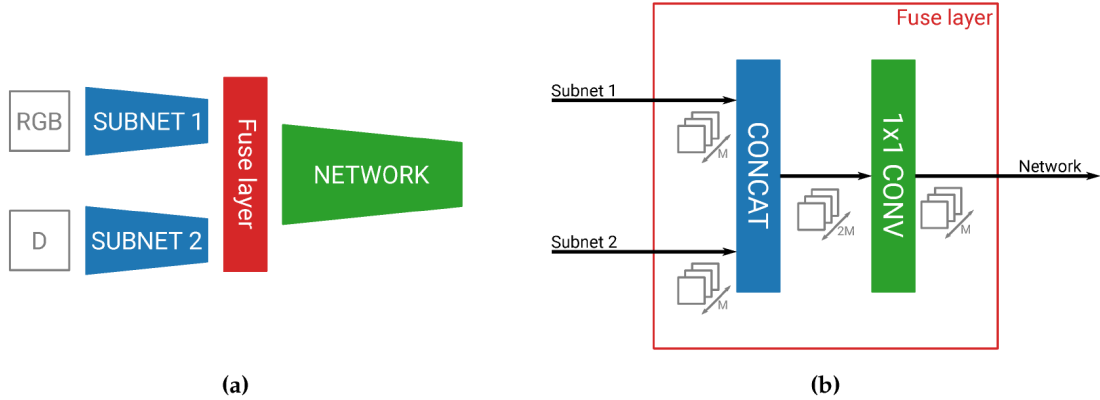 RGB
SUBNET 1
D
SUBNET 2
Fuse layer
NETWORK
(a)
Fuse layer
Subnet 1
M
Subnet 2
M
CONCAT
2M
1x1 CONV
M
Network
(b)